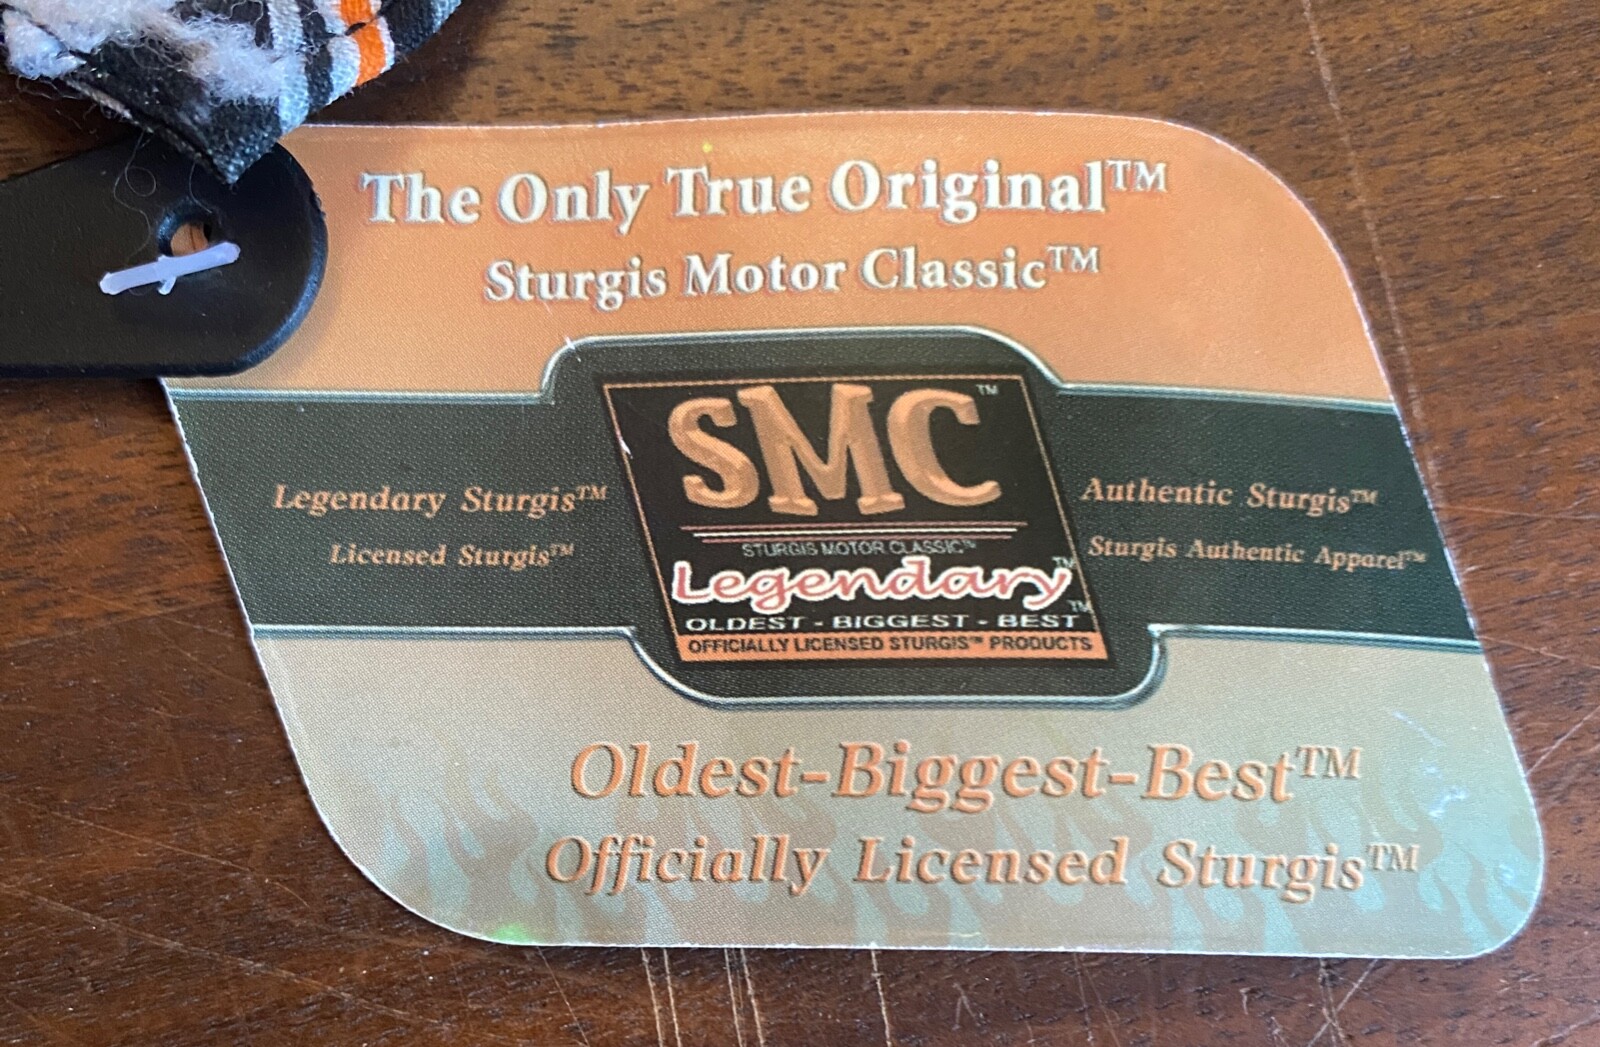 The Only True Original™
Sturgis Motor Classic™
SMC™
Legendary Sturgis™
Licensed Sturgis™
Authentic Sturgis™
Sturgis Authentic Apparel™
STURGIS MOTOR CLASSIC™
Legendary™
OLDEST - BIGGEST - BEST™
OFFICIALLY LICENSED STURGIS™ PRODUCTS
Oldest-Biggest-Best™
Officially Licensed Sturgis™